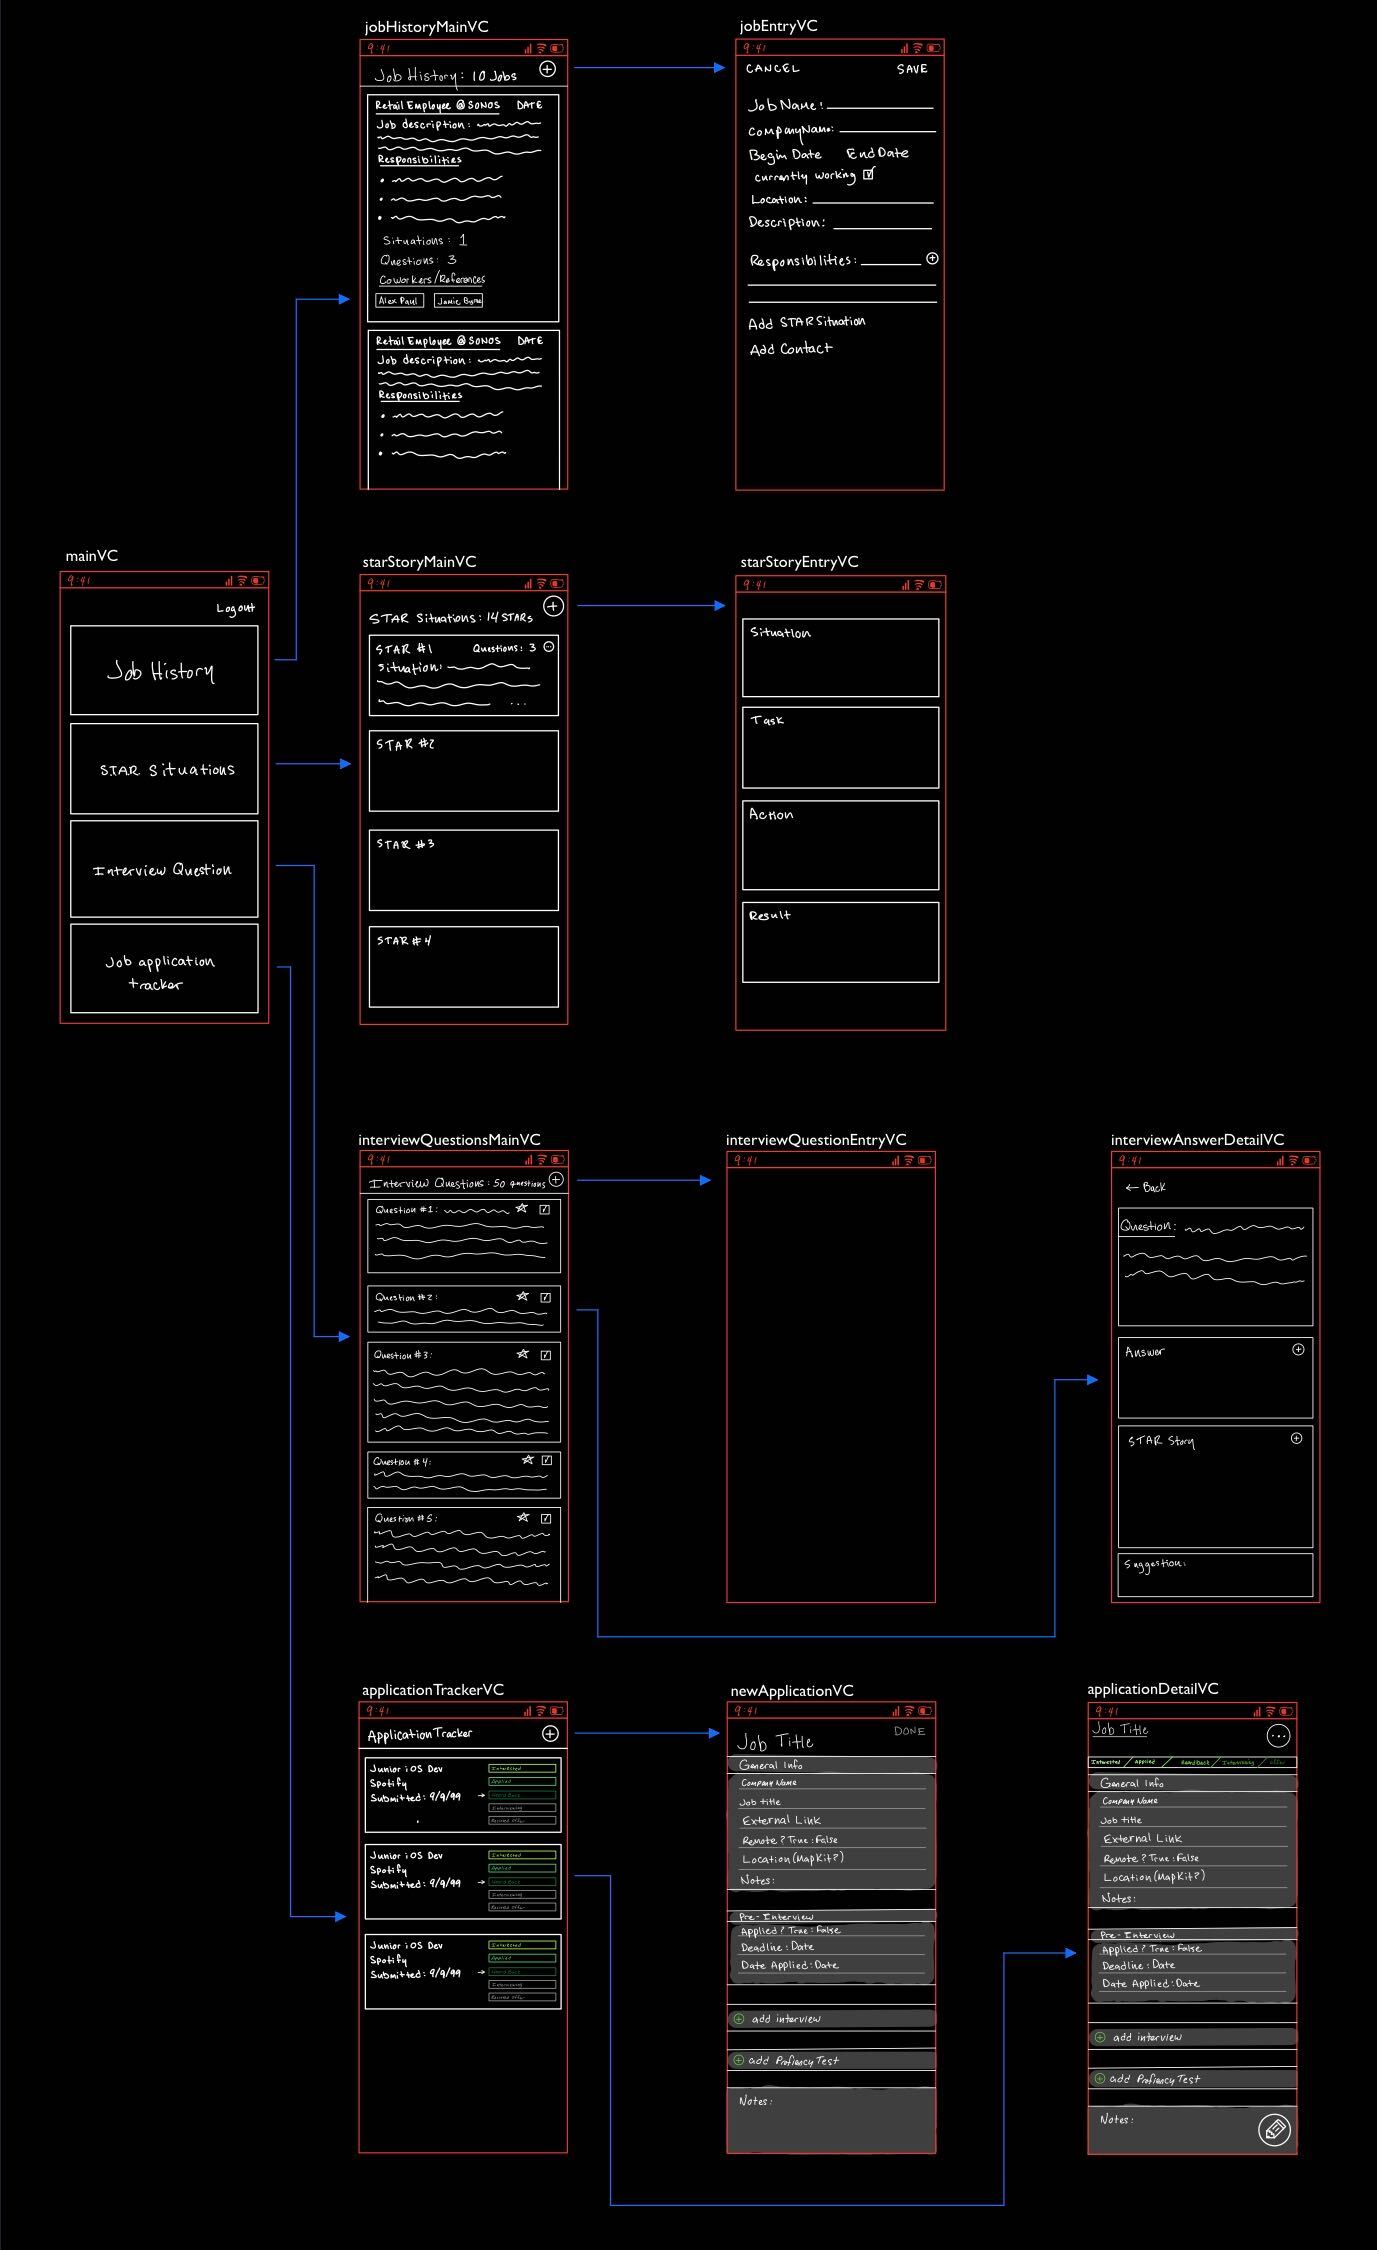 jobHistoryMainVC
9:41
Job History: 10 Jobs
Retail Employee @ SONOS DATE
Job description:
Responsibilities
Situations: 1
Questions: 3
Coworkers/References
Alex Paul
Jamie Byrne
Retail Employee @ SONOS DATE
Job description:
Responsibilities
jobEntryVC
9:41
CANCEL SAVE
Job Name:
Company Name:
Begin Date End Date
currently working
Location:
Description:
Responsibilities:
Add STAR Situation
Add Contact
mainVC
9:41
Logout
Job History
S.T.A.R Situations
Interview Question
Job application
tracker
starStoryMainVC
9:41
STAR Situations: 14 STARs
STAR #1 Questions: 3
Situation:
...
STAR #2
STAR #3
STAR #4
starStoryEntryVC
9:41
Situation
Task
Action
Result
interviewQuestionsMainVC
9:41
Interview Questions: 50 questions
Question #1:
Question #2:
Question #3:
Question #4:
Question #5:
interviewQuestionEntryVC
9:41
interviewAnswerDetailVC
9:41
← Back
Question:
Answer
STAR Story
Suggestion:
applicationTrackerVC
9:41
Application Tracker
Junior iOS Dev
Spotify
Submitted: 9/9/99
Interested
Applied
Heard Back
Interviewing
Received Offer
Junior iOS Dev
Spotify
Submitted: 9/9/99
Interested
Applied
Heard Back
Interviewing
Received Offer
Junior iOS Dev
Spotify
Submitted: 9/9/99
Interested
Applied
Heard Back
Interviewing
Received Offer
newApplicationVC
9:41
DONE
Job Title
General Info
Company Name
Job title
External Link
Remote? True: False
Location (MapKit?)
Notes:
Pre-Interview
Applied? True: False
Deadline: Date
Date Applied: Date
add interview
add Profiency Test
Notes:
applicationDetailVC
9:41
Job Title
Interested Applied Heard Back Interviewing Offer
General Info
Company Name
Job title
External Link
Remote? True: False
Location (MapKit?)
Notes:
Pre-Interview
Applied? True: False
Deadline: Date
Date Applied: Date
add interview
add Profiency Test
Notes: